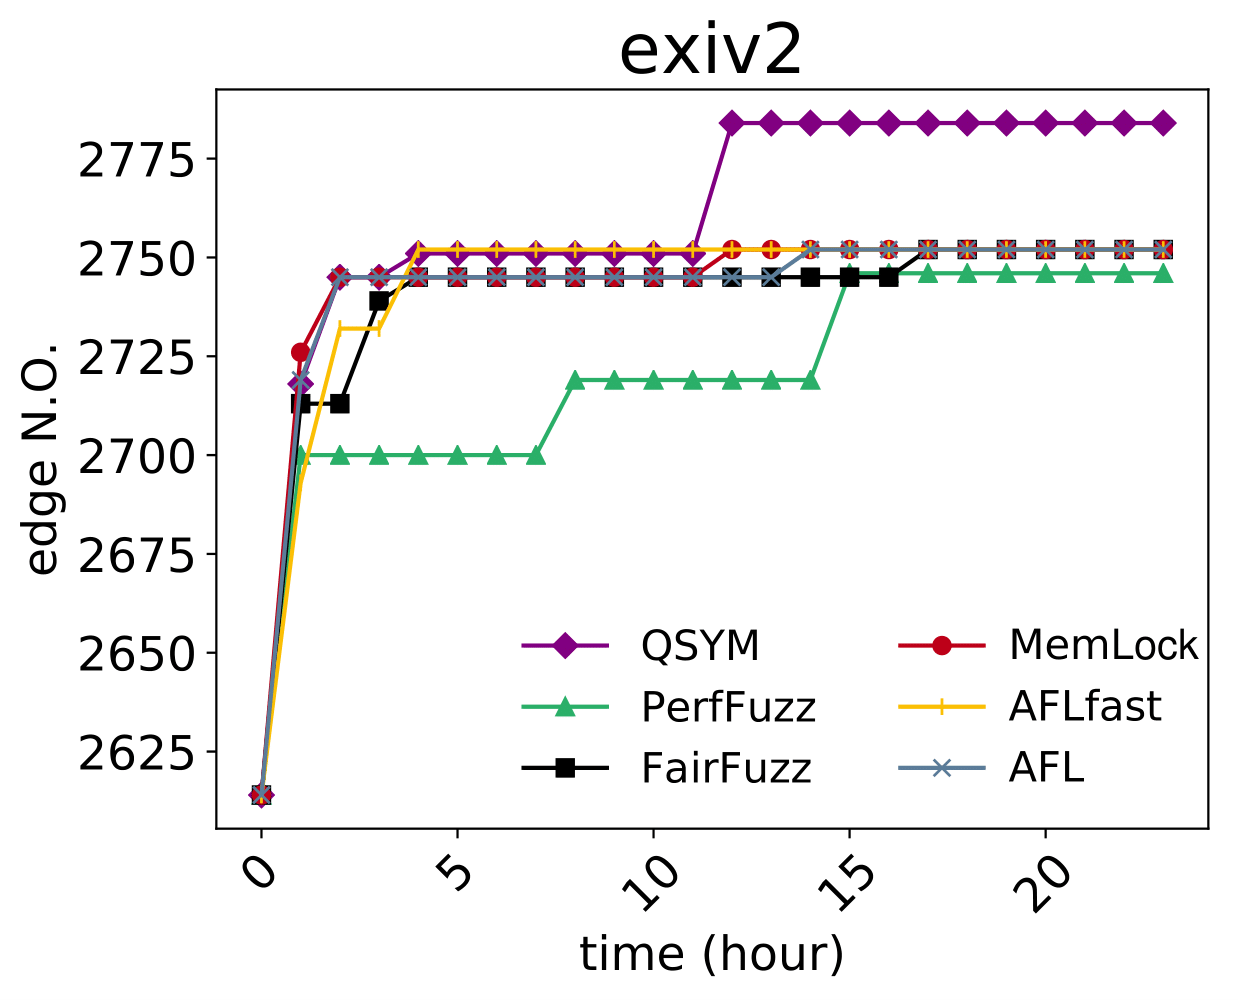 exiv2
2775
2750
2725
2700
2675
2650
2625
edge N.O.
QSYM
PerfFuzz
FairFuzz
MemLock
AFLfast
AFL
0
5
10
15
20
time (hour)